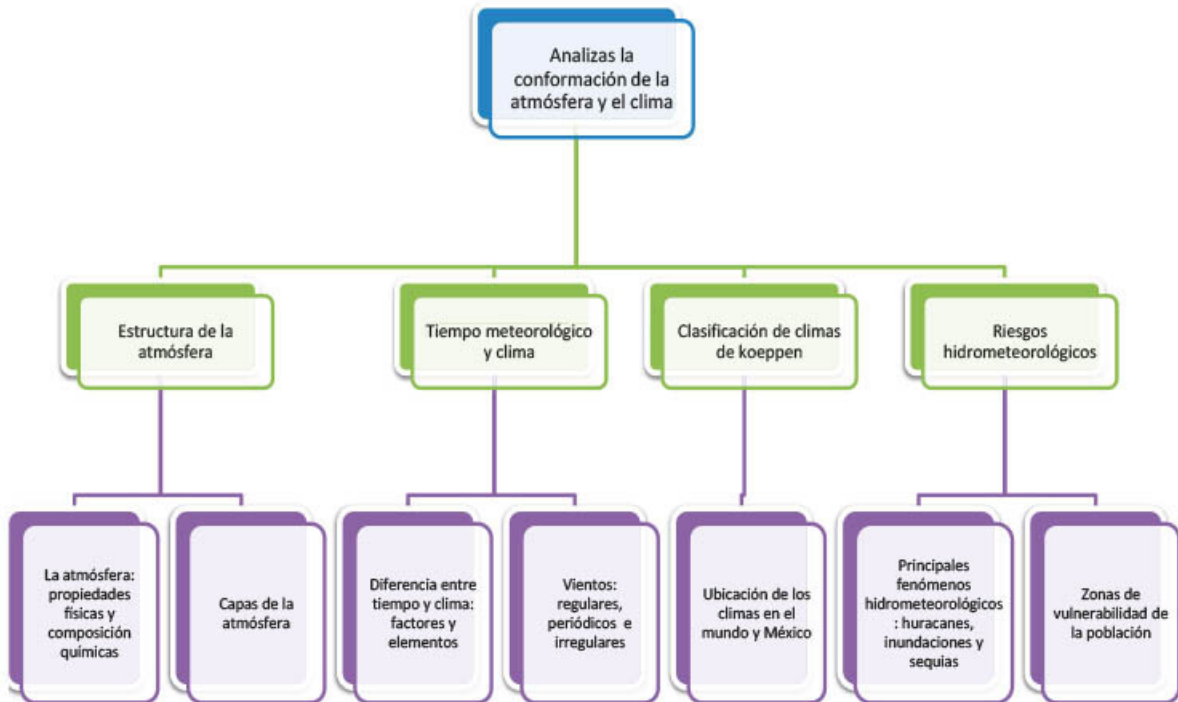 Analizas la
conformación de la
atmósfera y el clima
Estructura de la
atmósfera
Tiempo meteorológico
y clima
Clasificación de climas
de koeppen
Riesgos
hidrometeorológicos
La atmósfera:
propiedades
físicas y
composición
químicas
Capas de la
atmósfera
Diferencia entre
tiempo y clima:
factores y
elementos
Vientos:
regulares,
periódicos e
irregulares
Ubicación de los
climas en el
mundo y México
Principales
fenómenos
hidrometeorológicos
: huracanes,
inundaciones y
sequias
Zonas de
vulnerabilidad de
la población